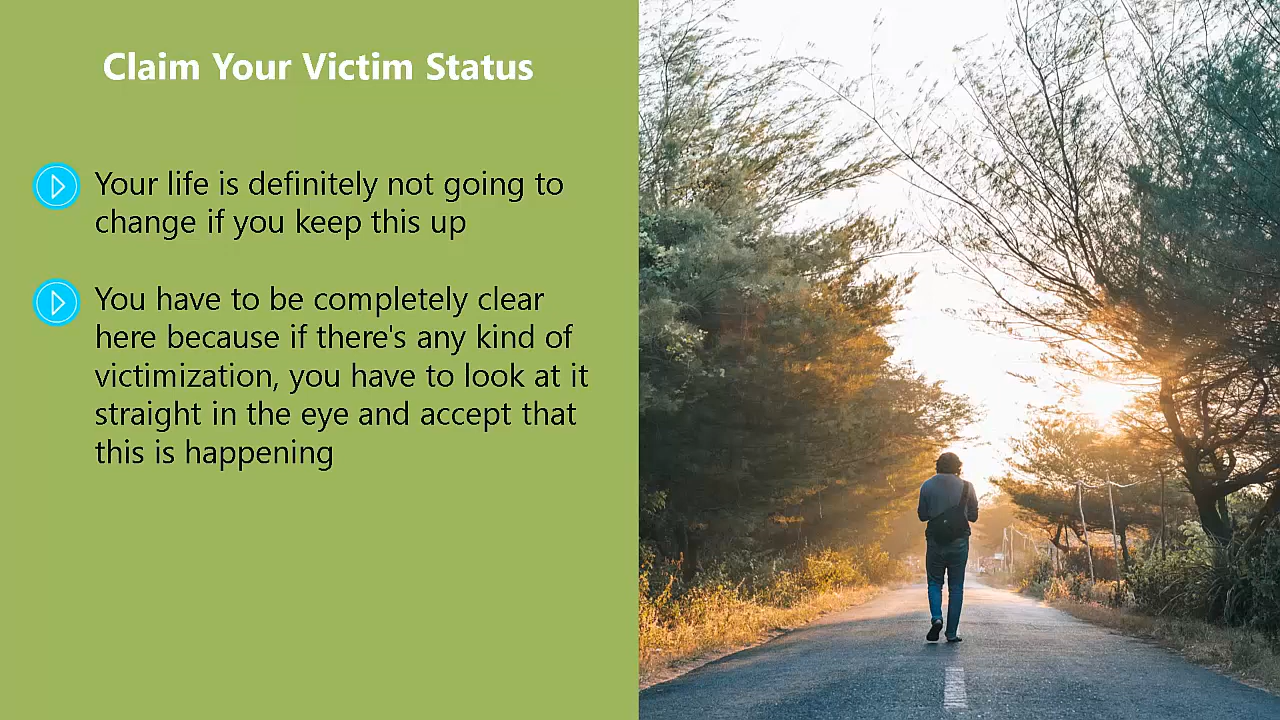 Claim Your Victim Status
Your life is definitely not going to
change if you keep this up
You have to be completely clear
here because if there's any kind of
victimization, you have to look at it
straight in the eye and accept that
this is happening